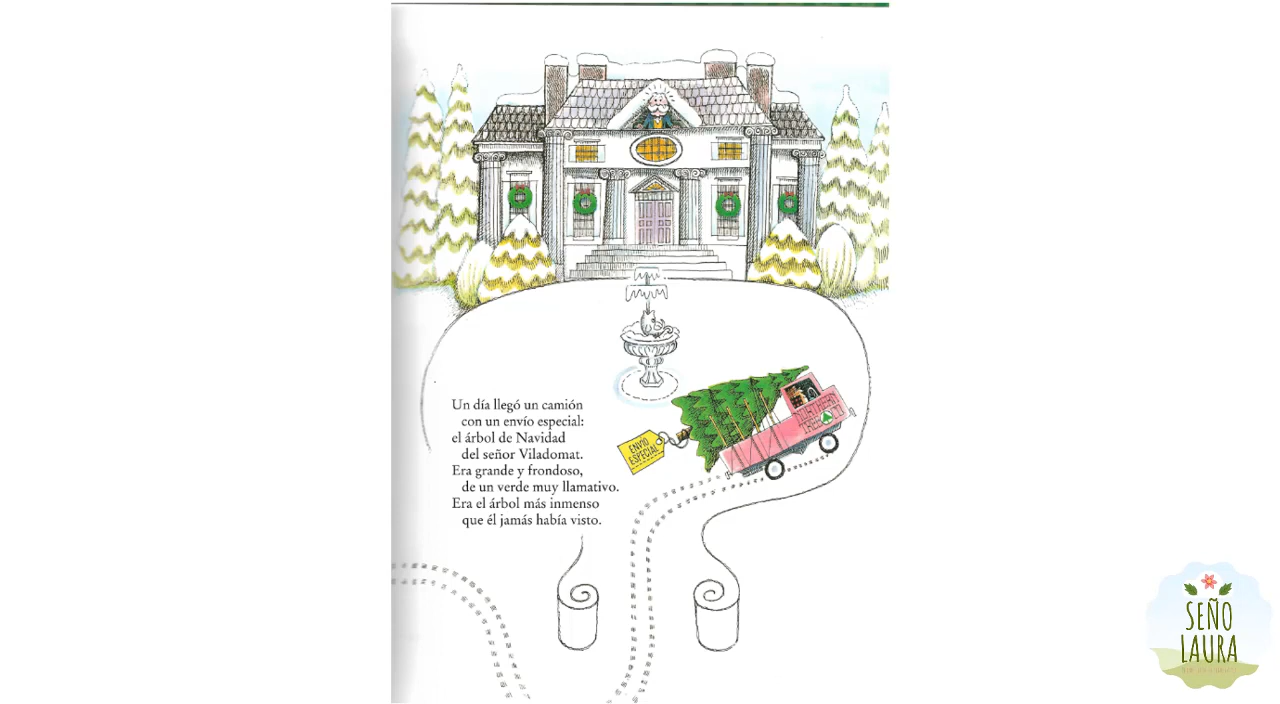 Un día llegó un camión
con un envío especial:
el árbol de Navidad
del señor Viladomat.
Era grande y frondoso,
de un verde muy llamativo.
Era el árbol más inmenso
que él jamás había visto.
ENVÍO
ESPECIAL
TREE CO
SEÑO
LAURA